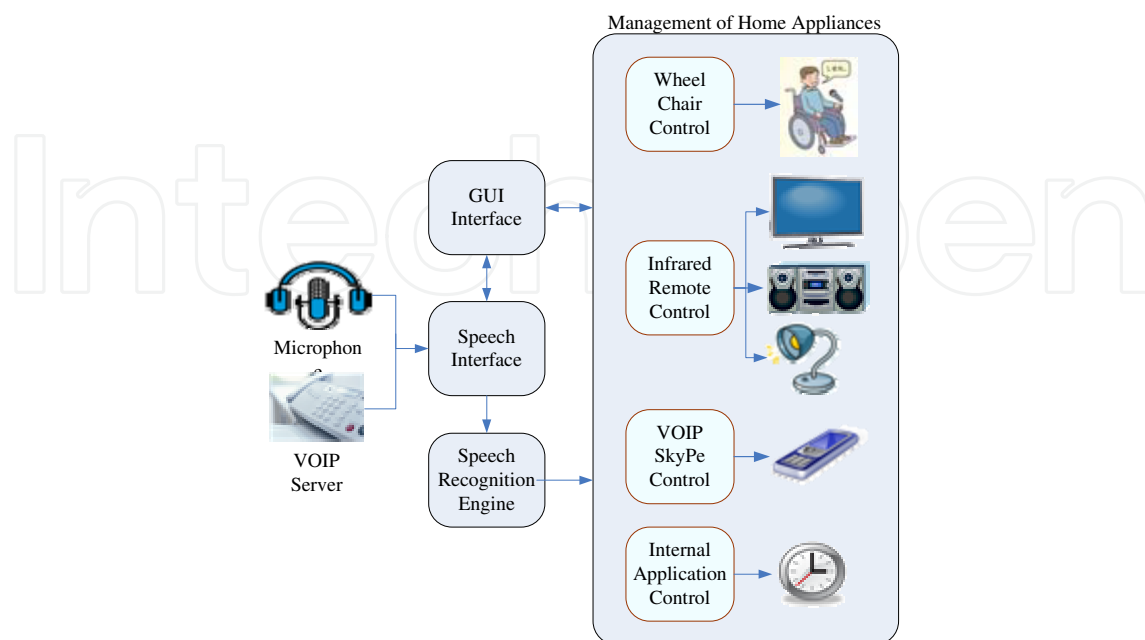 Management of Home Appliances
Wheel
Chair
Control
GUI
Interface
Infrared
Remote
Control
Microphon
Speech
Interface
VOIP
Server
Speech
Recognition
Engine
VOIP
SkyPe
Control
Internal
Application
Control
IntechOpen